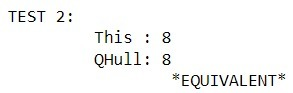 TEST 2:
This : 8
QHull: 8
*EQUIVALENT*